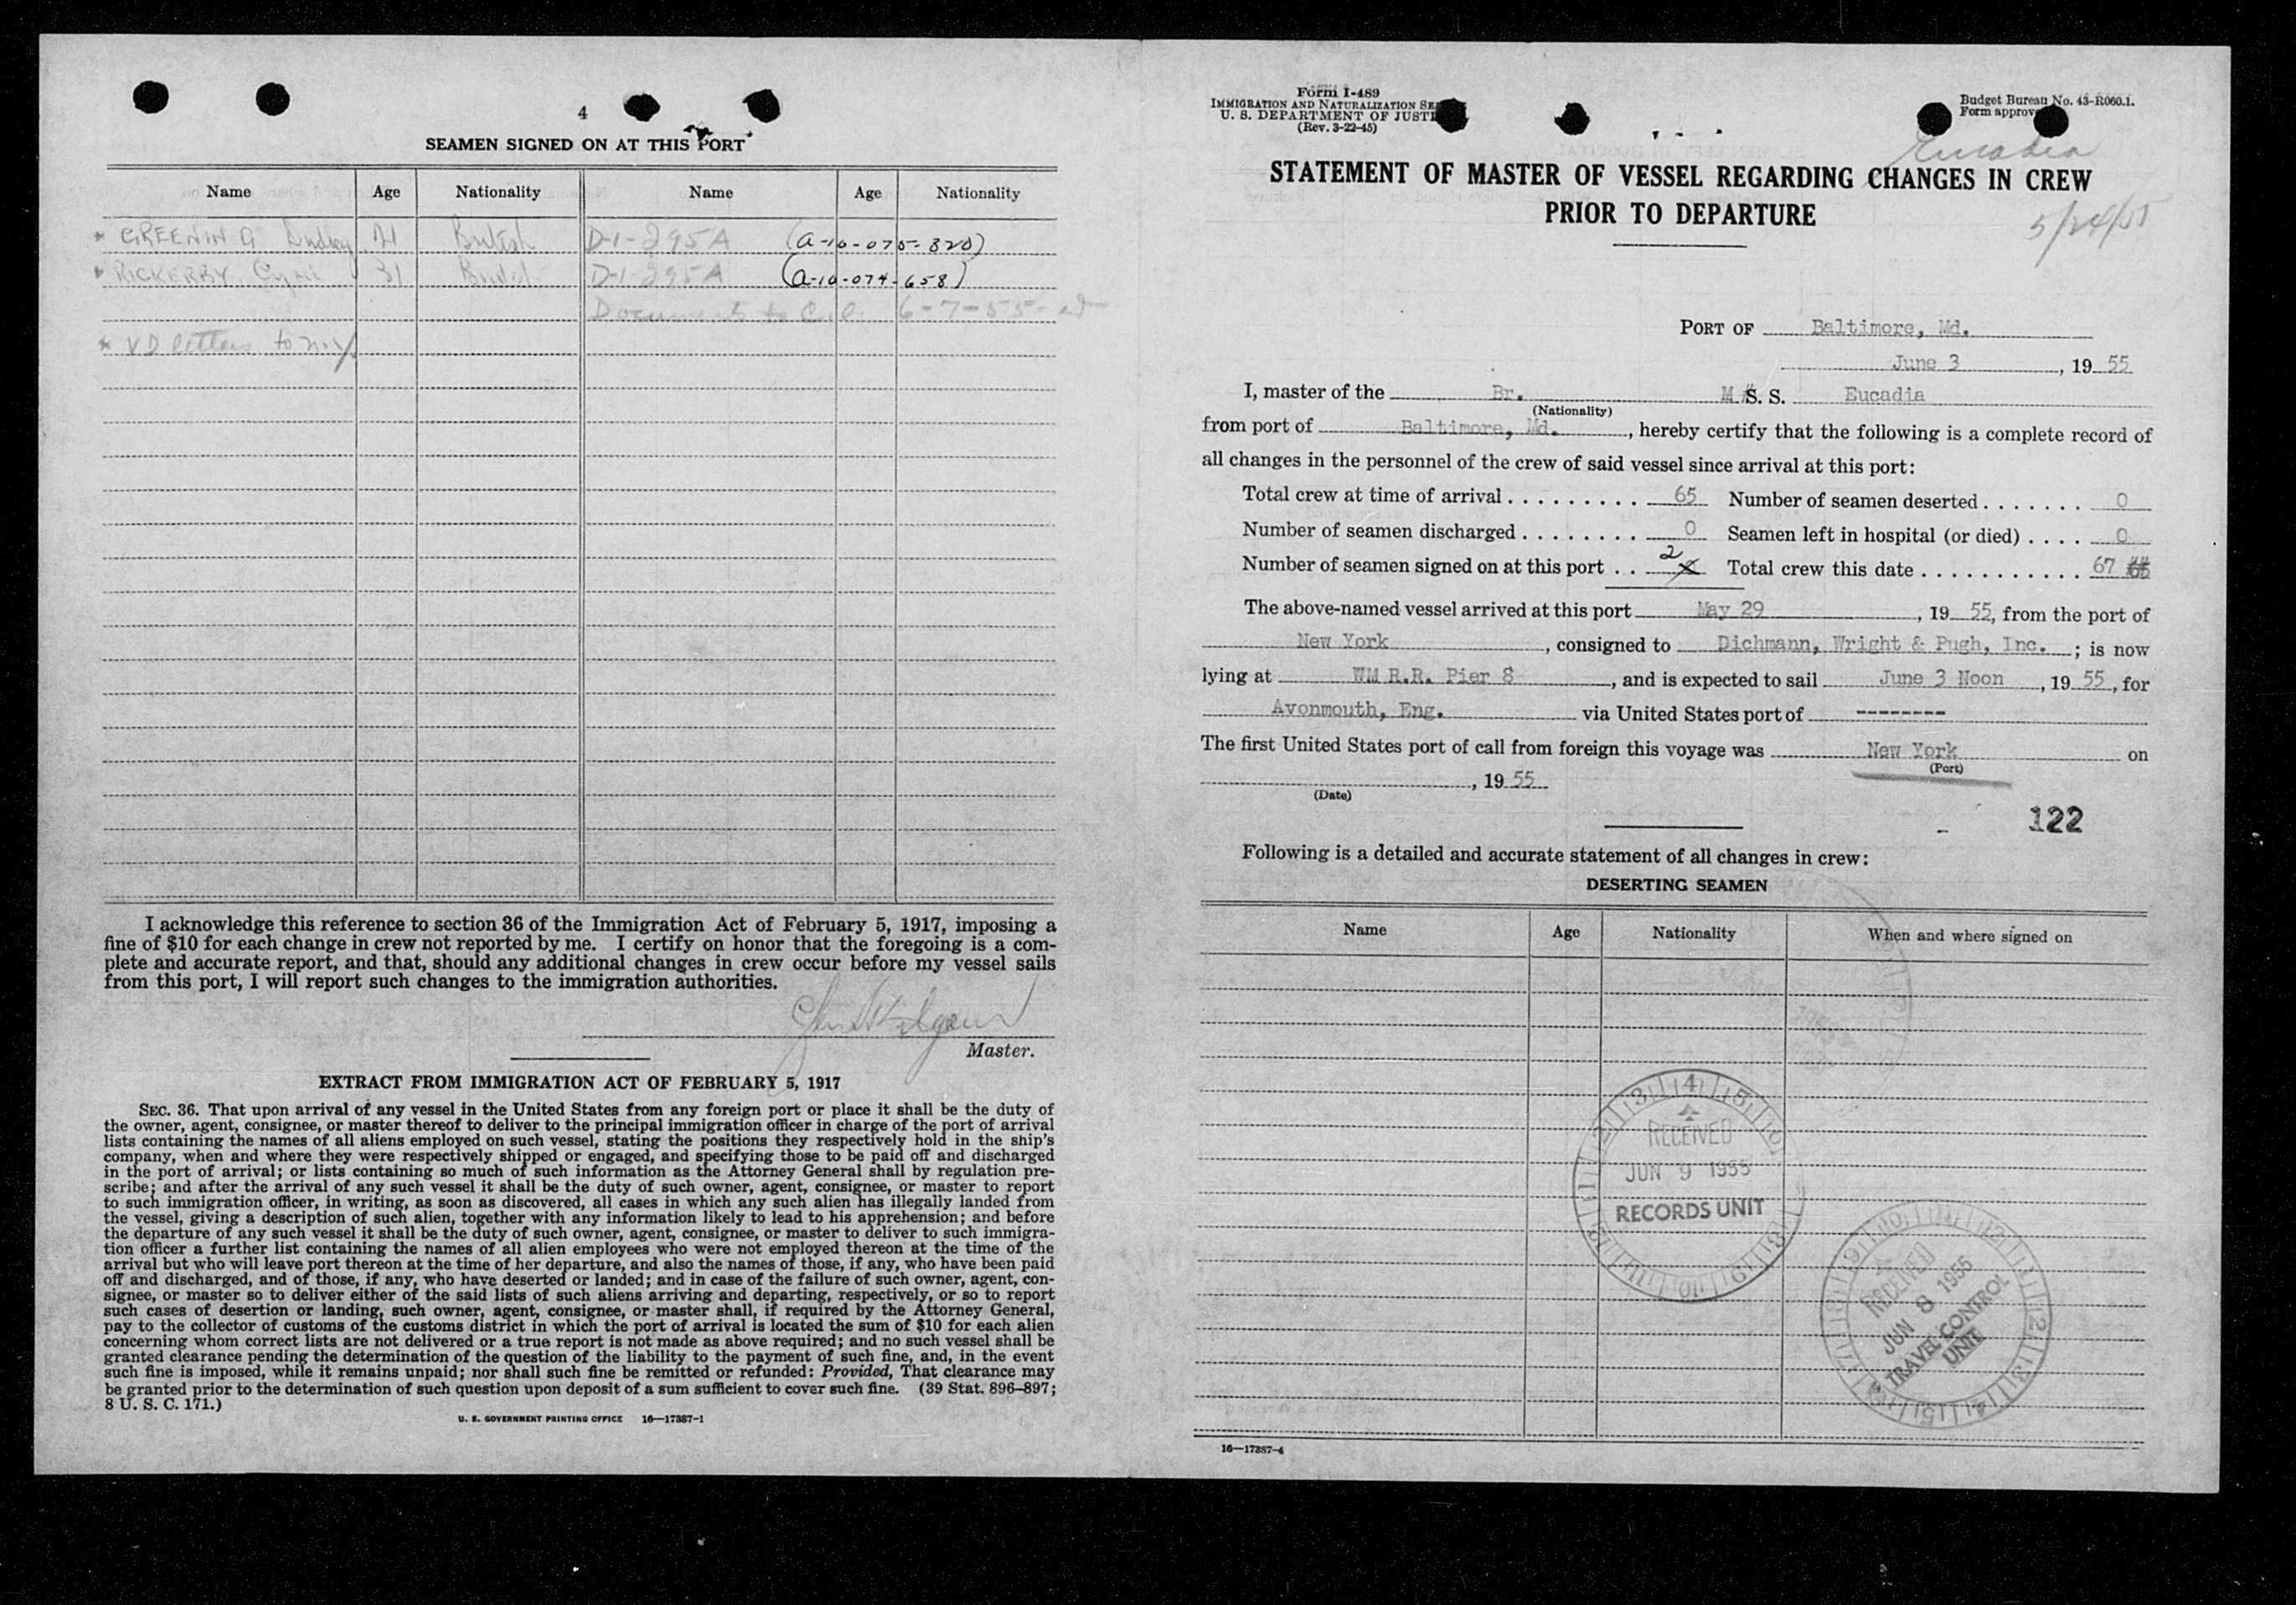 4
SEAMEN SIGNED ON AT THIS PORT
Name Age Nationality Name Age Nationality
* GREENING Dudley 21 British D-1-295A (a-10-075-820)
* RICKERBY, Cyril 31 British D-1-295A (a-10-074-658)
Documents to 6-7-55-
* VD letters to n.y.
I acknowledge this reference to section 36 of the Immigration Act of February 5, 1917, imposing a
fine of $10 for each change in crew not reported by me. I certify on honor that the foregoing is a com-
plete and accurate report, and that, should any additional changes in crew occur before my vessel sails
from this port, I will report such changes to the immigration authorities.
Master.
EXTRACT FROM IMMIGRATION ACT OF FEBRUARY 5, 1917
SEC. 36. That upon arrival of any vessel in the United States from any foreign port or place it shall be the duty of
the owner, agent, consignee, or master thereof to deliver to the principal immigration officer in charge of the port of arrival
lists containing the names of all aliens employed on such vessel, stating the positions they respectively hold in the ship's
company, when and where they were respectively shipped or engaged, and specifying those to be paid off and discharged
in the port of arrival; or lists containing so much of such information as the Attorney General shall by regulation pre-
scribe; and after the arrival of any such vessel it shall be the duty of such owner, agent, consignee, or master to report
to such immigration officer, in writing, as soon as discovered, all cases in which any such alien has illegally landed from
the vessel, giving a description of such alien, together with any information likely to lead to his apprehension; and before
the departure of any such vessel it shall be the duty of such owner, agent, consignee, or master to deliver to such immigra-
tion officer a further list containing the names of all alien employees who were not employed thereon at the time of the
arrival but who will leave port thereon at the time of her departure, and also the names of those, if any, who have been paid
off and discharged, and of those, if any, who have deserted or landed; and in case of the failure of such owner, agent, con-
signee, or master so to deliver either of the said lists of such aliens arriving and departing, respectively, or so to report
such cases of desertion or landing, such owner, agent, consignee, or master shall, if required by the Attorney General,
pay to the collector of customs of the customs district in which the port of arrival is located the sum of $10 for each alien
concerning whom correct lists are not delivered or a true report is not made as above required; and no such vessel shall be
granted clearance pending the determination of the question of the liability to the payment of such fine, and, in the event
such fine is imposed, while it remains unpaid; nor shall such fine be remitted or refunded: Provided, That clearance may
be granted prior to the determination of such question upon deposit of a sum sufficient to cover such fine. (39 Stat. 896-897;
8 U. S. C. 171.)
U. S. GOVERNMENT PRINTING OFFICE 16—17387-1
Form I-489
IMMIGRATION AND NATURALIZATION SE
U. S. DEPARTMENT OF JUSTI
(Rev. 3-22-45)
Budget Bureau No. 43-R060.1.
Form approv
Eucadia
STATEMENT OF MASTER OF VESSEL REGARDING CHANGES IN CREW
PRIOR TO DEPARTURE
5/24/55
PORT OF Baltimore, Md.
June 3, 19 55
I, master of the Br. M S. S. Eucadia
(Nationality)
from port of Baltimore, Md., hereby certify that the following is a complete record of
all changes in the personnel of the crew of said vessel since arrival at this port:
Total crew at time of arrival . . . . . . . . . . 65 Number of seamen deserted . . . . . . . 0
Number of seamen discharged . . . . . . . . 0 Seamen left in hospital (or died) . . . . 0
Number of seamen signed on at this port . . 2 Total crew this date . . . . . . . . . . . . 67
The above-named vessel arrived at this port May 29, 19 55, from the port of
New York, consigned to Dichmann, Wright & Pugh, Inc. ; is now
lying at WM R.R. Pier 8, and is expected to sail June 3 Noon, 19 55, for
Avonmouth, Eng. via United States port of --------
The first United States port of call from foreign this voyage was New York on
(Port)
, 19 55
(Date)
122
Following is a detailed and accurate statement of all changes in crew:
DESERTING SEAMEN
Name Age Nationality When and where signed on
RECEIVED
JUN 9 1955
RECORDS UNIT
RECEIVED
JUN 8 1955
TRAVEL CONTROL
UNIT
16—17387-4